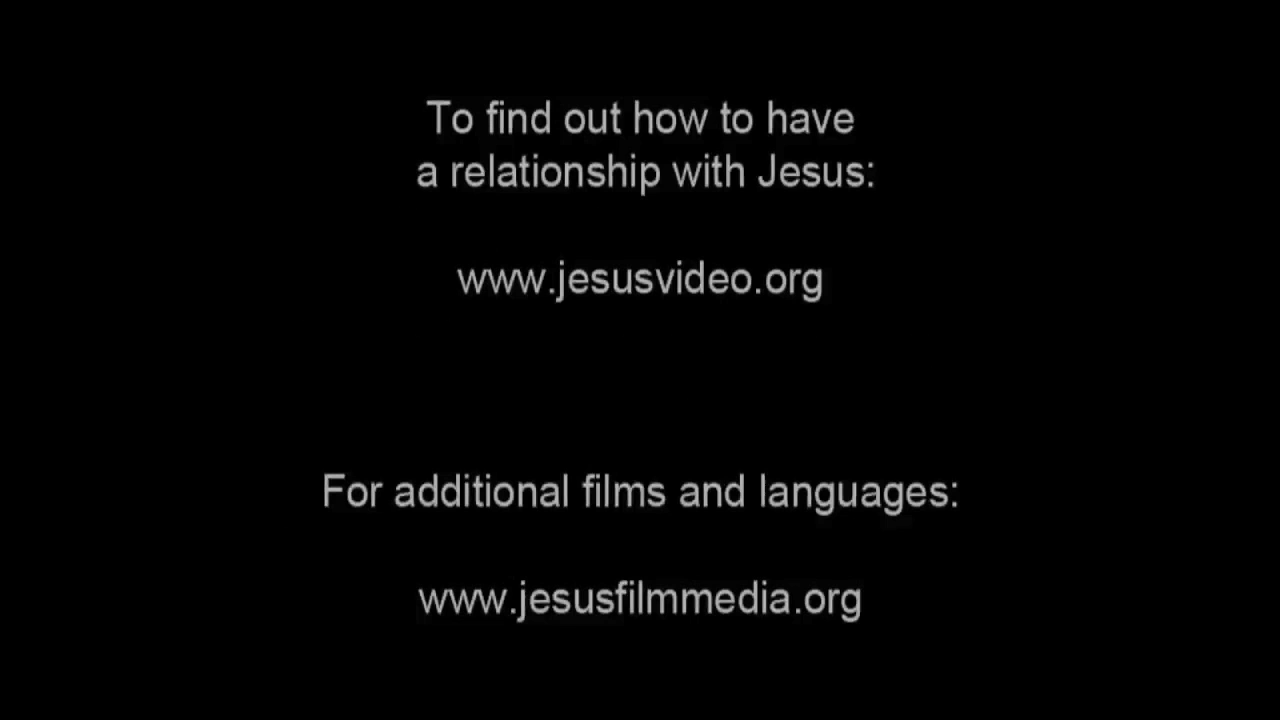 To find out how to have
a relationship with Jesus:
www.jesusvideo.org
For additional films and languages:
www.jesusfilmmedia.org